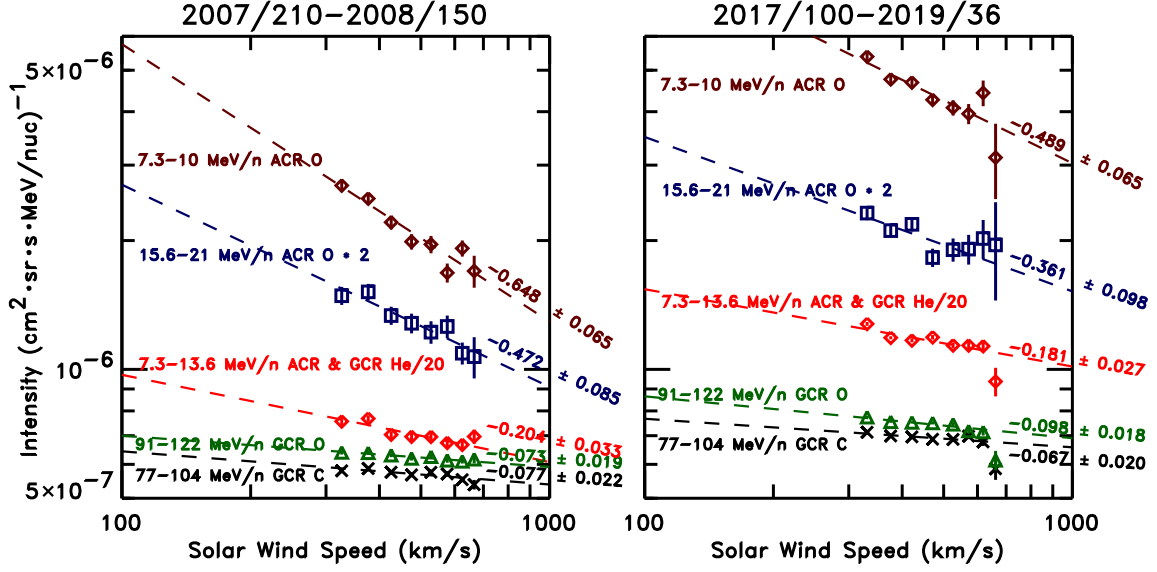 2007/210−2008/150
2017/100−2019/36
Intensity (cm²•sr•s•MeV/nuc)⁻¹
5×10⁻⁶
10⁻⁶
5×10⁻⁷
7.3−10 MeV/n ACR O
15.6−21 MeV/n ACR O * 2
7.3−13.6 MeV/n ACR & GCR He/20
91−122 MeV/n GCR O
77−104 MeV/n GCR C
−0.648 ± 0.065
−0.472 ± 0.085
−0.204 ± 0.033
−0.073 ± 0.019
−0.077 ± 0.022
100
1000
Solar Wind Speed (km/s)
7.3−10 MeV/n ACR O
15.6−21 MeV/n ACR O * 2
7.3−13.6 MeV/n ACR & GCR He/20
91−122 MeV/n GCR O
77−104 MeV/n GCR C
−0.489 ± 0.065
−0.361 ± 0.098
−0.181 ± 0.027
−0.098 ± 0.018
−0.067 ± 0.020
100
1000
Solar Wind Speed (km/s)